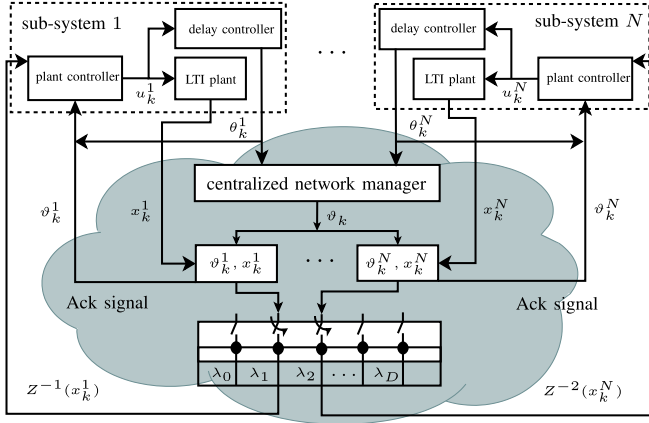 sub-system 1
delay controller
plant controller
u_k^1
LTI plant
· · ·
sub-system N
delay controller
LTI plant
u_k^N
plant controller
θ_k^1
θ_k^N
ϑ_k^1
x_k^1
centralized network manager
x_k^N
ϑ_k^N
ϑ_k
ϑ_k^1, x_k^1
· · ·
ϑ_k^N, x_k^N
Ack signal
Ack signal
λ_0 λ_1 λ_2 · · · λ_D
Z^{-1}(x_k^1)
Z^{-2}(x_k^N)